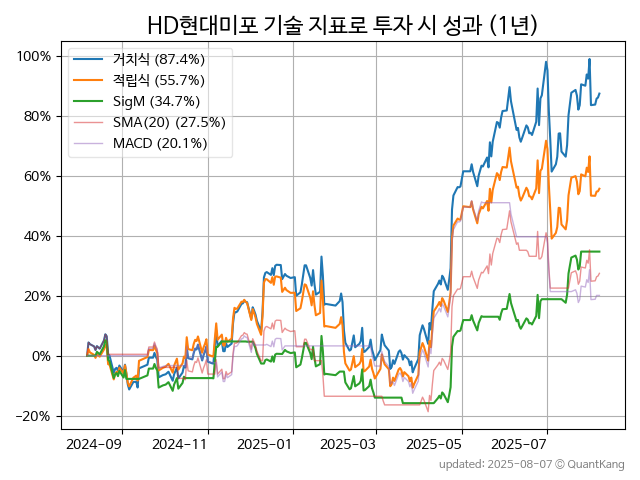 HD현대미포 기술 지표로 투자 시 성과 (1년)
거치식 (87.4%)
적립식 (55.7%)
SigM (34.7%)
SMA(20) (27.5%)
MACD (20.1%)
100%
80%
60%
40%
20%
0%
−20%
2024-09 2024-11 2025-01 2025-03 2025-05 2025-07
updated: 2025-08-07 © QuantKang